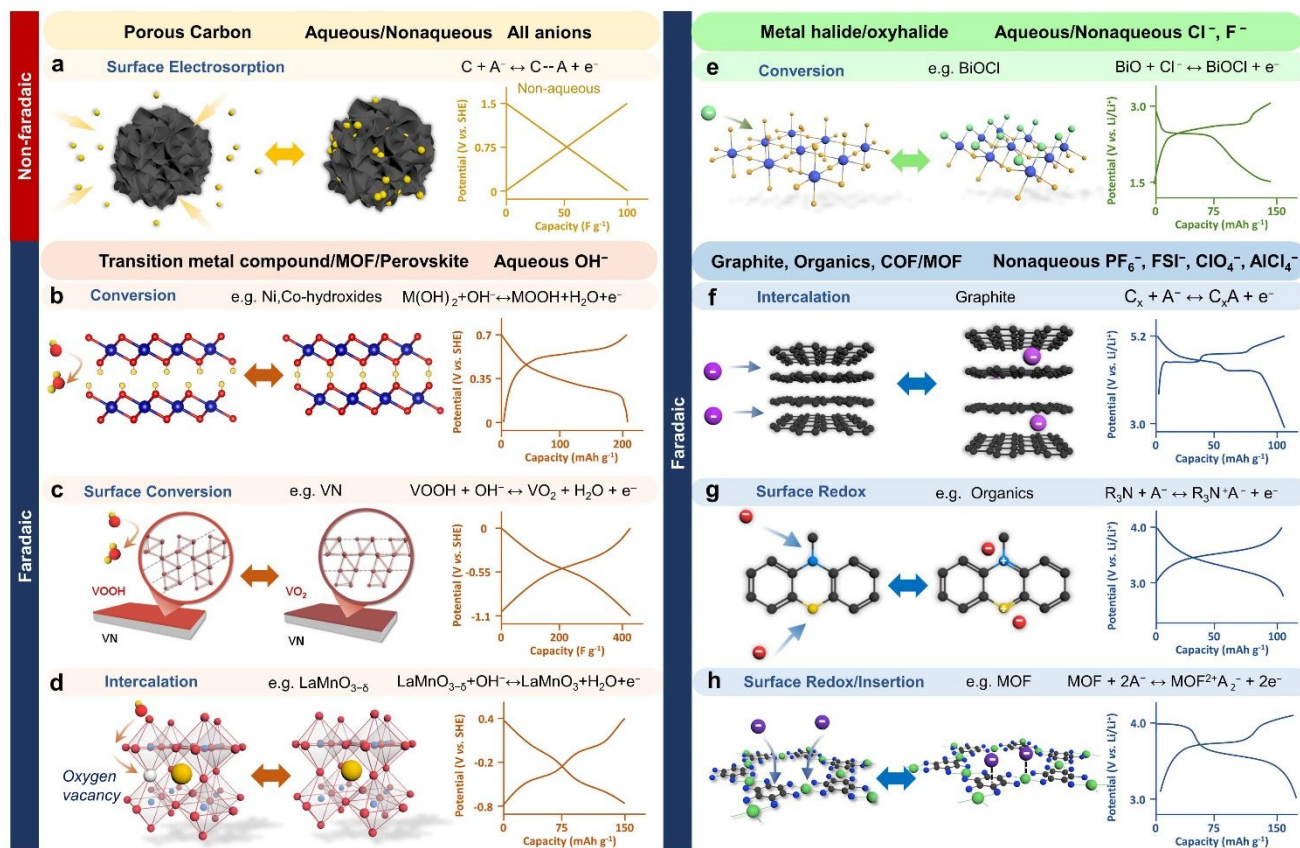 Non-faradaic
Porous Carbon Aqueous/Nonaqueous All anions
a Surface Electrosorption C + A⁻ ↔ C--A + e⁻
Non-aqueous
Potential (V vs. SHE)
1.5
0.75
0
0 50 100
Capacity (F g⁻¹)
Faradaic
Transition metal compound/MOF/Perovskite Aqueous OH⁻
b Conversion e.g. Ni,Co-hydroxides M(OH)₂+OH⁻↔MOOH+H₂O+e⁻
Potential (V vs. SHE)
0.7
0.35
0
0 100 200
Capacity (mAh g⁻¹)
c Surface Conversion e.g. VN VOOH + OH⁻ ↔ VO₂ + H₂O + e⁻
VOOH
VN
VO₂
VN
Potential (V vs. SHE)
0
-0.55
-1.1
0 200 400
Capacity (F g⁻¹)
d Intercalation e.g. LaMnO₃₋δ LaMnO₃₋δ+OH⁻↔LaMnO₃+H₂O+e⁻
Oxygen
vacancy
Potential (V vs. SHE)
0.4
-0.2
-0.8
0 75 150
Capacity (mAh g⁻¹)
Faradaic
Metal halide/oxyhalide Aqueous/Nonaqueous Cl⁻, F⁻
e Conversion e.g. BiOCl BiO + Cl⁻ ↔ BiOCl + e⁻
Potential (V vs. Li/Li⁺)
3.0
1.5
0 75 150
Capacity (mAh g⁻¹)
Graphite, Organics, COF/MOF Nonaqueous PF₆⁻, FSI⁻, ClO₄⁻, AlCl₄⁻
f Intercalation Graphite Cₓ + A⁻ ↔ CₓA + e⁻
Potential (V vs. Li/Li⁺)
5.2
3.0
0 50 100
Capacity (mAh g⁻¹)
g Surface Redox e.g. Organics R₃N + A⁻ ↔ R₃N⁺A⁻ + e⁻
Potential (V vs. Li/Li⁺)
4.0
3.0
0 50 100
Capacity (mAh g⁻¹)
h Surface Redox/Insertion e.g. MOF MOF + 2A⁻ ↔ MOF²⁺A₂⁻ + 2e⁻
Potential (V vs. Li/Li⁺)
4.0
3.0
0 75 150
Capacity (mAh g⁻¹)